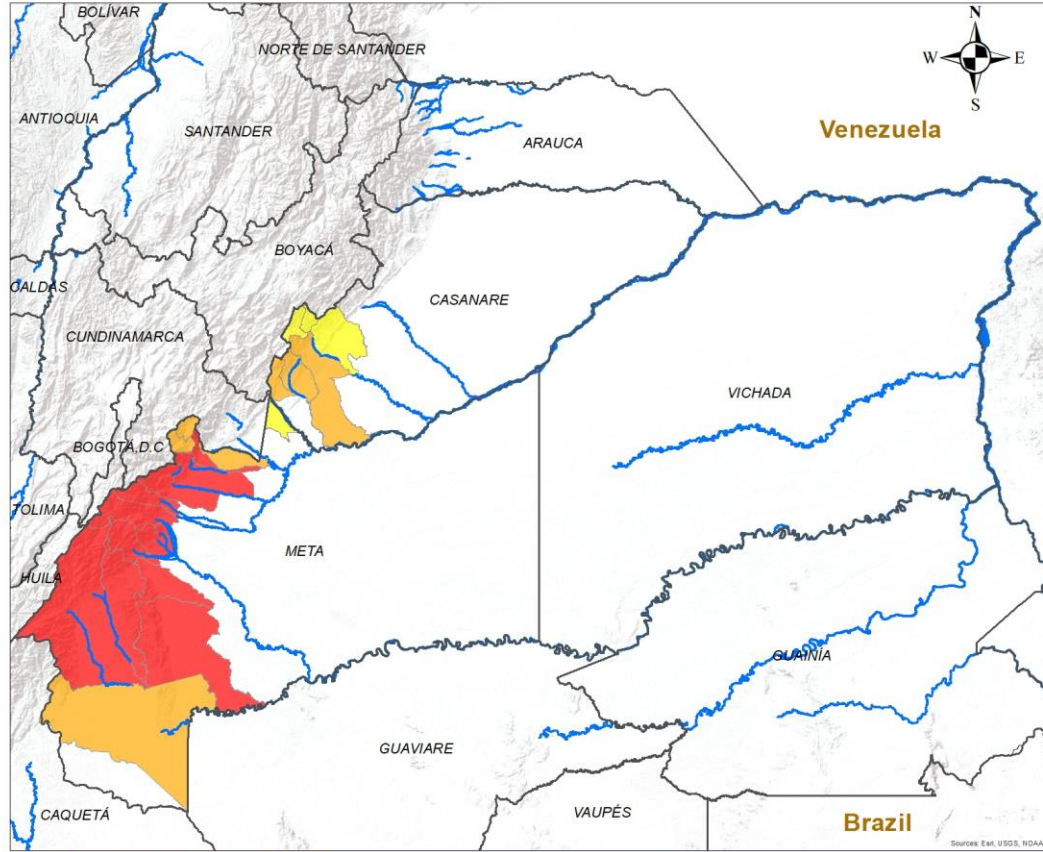 BOLÍVAR
N
NORTE DE SANTANDER
W
E
S
ANTIOQUIA
SANTANDER
ARAUCA
Venezuela
BOYACÁ
CALDAS
CASANARE
CUNDINAMARCA
VICHADA
BOGOTÁ, D.C
TOLIMA
META
HUILA
GUAINÍA
GUAVIARE
CAQUETÁ
VAUPÉS
Brazil
Sources: Esri, USGS, NOAA